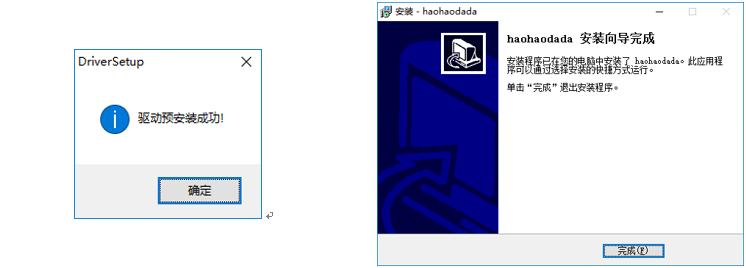 DriverSetup
驱动预安装成功!
确定
安装 - haohaodada
haohaodada 安装向导完成
安装程序已在您的电脑中安装了 haohaodada。此应用程
序可以通过选择安装的快捷方式运行。
单击“完成”退出安装程序。
完成(F)